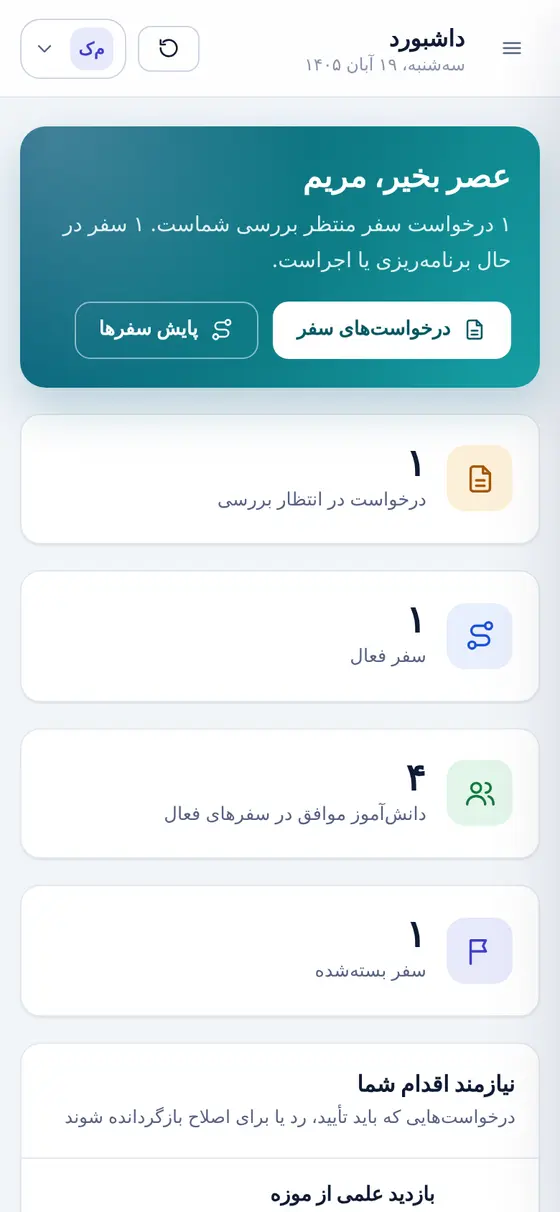 داشبورد
سه‌شنبه، ۱۹ آبان ۱۴۰۵
م‌ک
عصر بخیر، مریم
۱ درخواست سفر منتظر بررسی شماست. ۱ سفر در
حال برنامه‌ریزی یا اجراست.
درخواست‌های سفر
پایش سفرها
۱
درخواست در انتظار بررسی
۱
سفر فعال
۴
دانش‌آموز موافق در سفرهای فعال
۱
سفر بسته‌شده
نیازمند اقدام شما
درخواست‌هایی که باید تأیید، رد یا برای اصلاح بازگردانده شوند
بازدید علمی از موزه